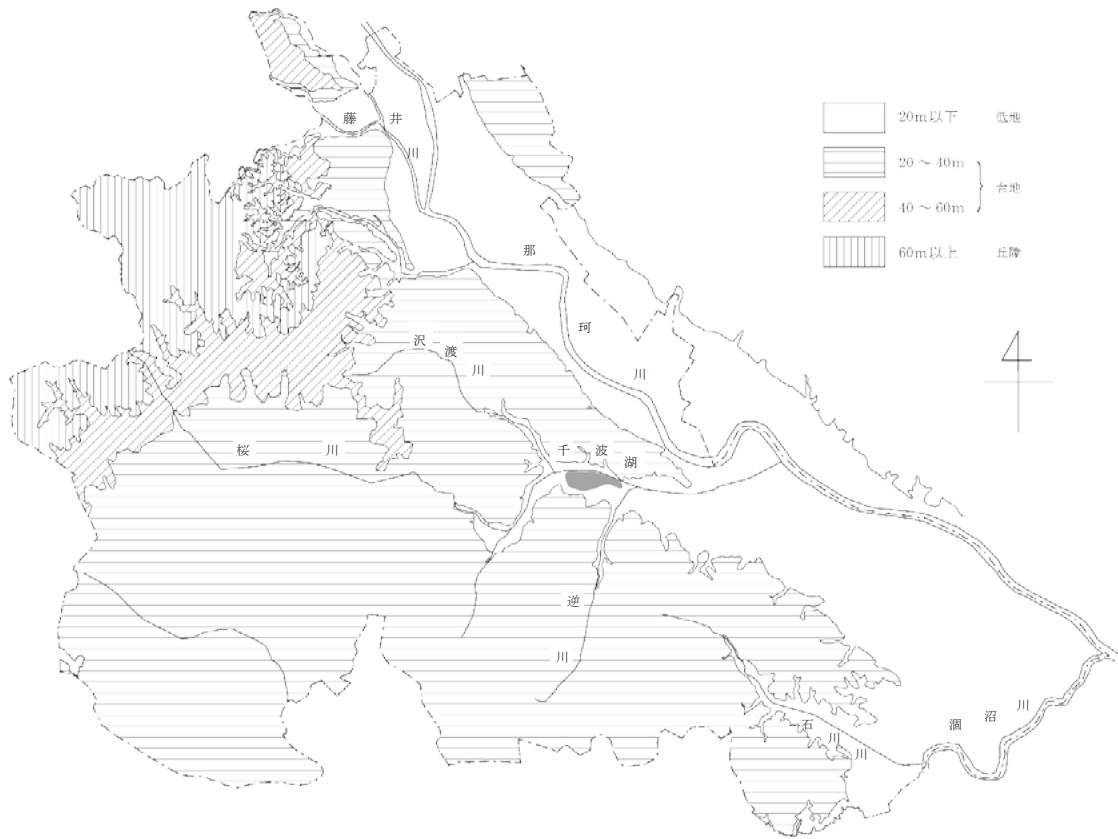 20m以下 低地
20～40m
台地
40～60m
60m以上 丘陵
藤井川
那珂川
沢渡川
桜川
千波湖
逆川
石川川
涸沼川